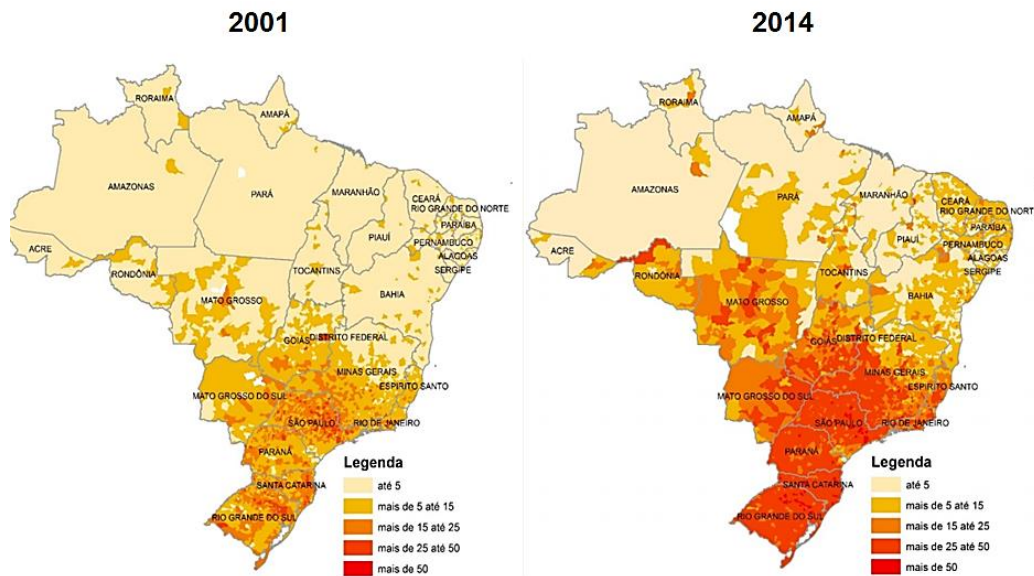 2001
2014
RORAIMA
AMAPÁ
AMAZONAS
PARÁ
MARANHÃO
CEARÁ
RIO GRANDE DO NORTE
PARAÍBA
PIAUÍ
PERNAMBUCO
ALAGOAS
SERGIPE
ACRE
RONDÔNIA
TOCANTINS
BAHIA
MATO GROSSO
DISTRITO FEDERAL
GOIÁS
MINAS GERAIS
ESPIRITO SANTO
MATO GROSSO DO SUL
SÃO PAULO
RIO DE JANEIRO
PARANÁ
SANTA CATARINA
RIO GRANDE DO SUL
Legenda
até 5
mais de 5 até 15
mais de 15 até 25
mais de 25 até 50
mais de 50
RORAIMA
AMAPÁ
AMAZONAS
PARÁ
MARANHÃO
CEARÁ
RIO GRANDE DO NORT
PARAÍBA
PIAUÍ
PERNAMBUCO
ALAGOAS
SERGIPE
ACRE
RONDÔNIA
TOCANTINS
BAHIA
MATO GROSSO
DISTRITO FEDERAL
GOIÁS
MINAS GERAIS
ESPIRITO SANTO
MATO GROSSO DO SUL
SÃO PAULO
RIO DE JANEIRO
PARANÁ
SANTA CATARINA
RIO GRANDE DO SUL
Legenda
até 5
mais de 5 até 15
mais de 15 até 25
mais de 25 até 50
mais de 50